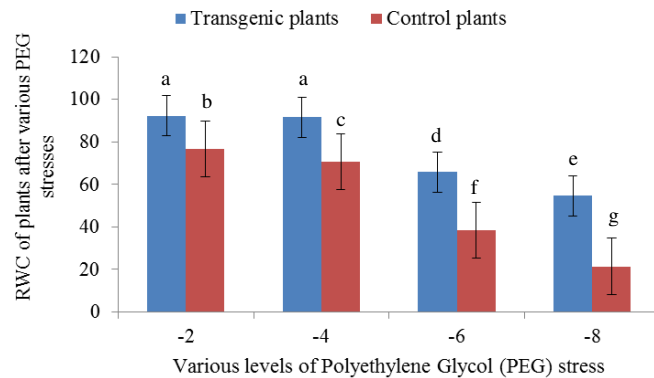 Transgenic plants Control plants
120
100
80
60
40
20
0
RWC of plants after various PEG
stresses
a b a c d f e g
-2 -4 -6 -8
Various levels of Polyethylene Glycol (PEG) stress